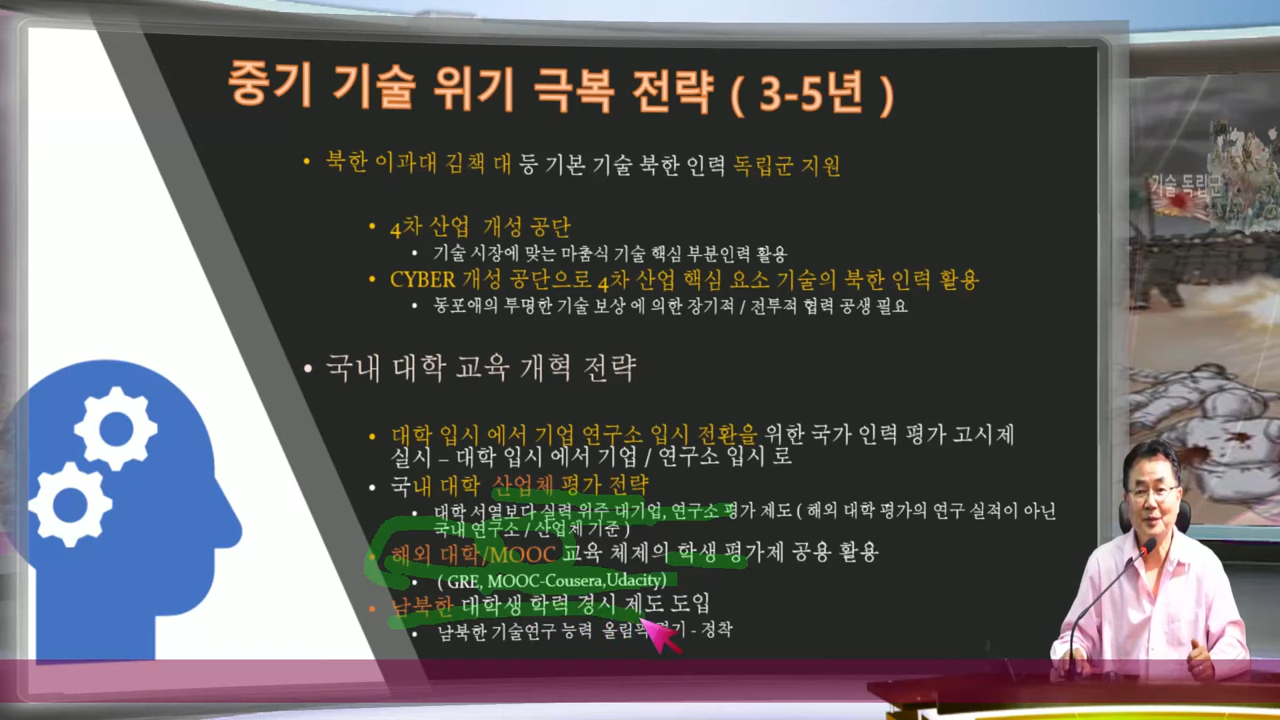 중기 기술 위기 극복 전략 ( 3-5년 )
• 북한 이과대 김책 대 등 기본 기술 북한 인력 독립군 지원
• 4차 산업 개성 공단
• 기술 시장에 맞는 마춤식 기술 핵심 부분인력 활용
• CYBER 개성 공단으로 4차 산업 핵심 요소 기술의 북한 인력 활용
• 동포애의 투명한 기술 보상 에 의한 장기적 / 전투적 협력 공생 필요
• 국내 대학 교육 개혁 전략
• 대학 입시 에서 기업 연구소 입시 전환을 위한 국가 인력 평가 고시제
실시 – 대학 입시 에서 기업 / 연구소 입시 로
• 국내 대학 산업체 평가 전략
• 대학 서열보다 실력 위주 대기업, 연구소 평가 제도 ( 해외 대학 평가의 연구 실적이 아닌
국내 연구소 / 산업체 기준 )
• 해외 대학/MOOC 교육 체제의 학생 평가제 공용 활용
• ( GRE, MOOC-Cousera,Udacity)
• 남북한 대학생 학력 경시 제도 도입
• 남북한 기술연구 능력 올림픽 - 정착
기술 독립군